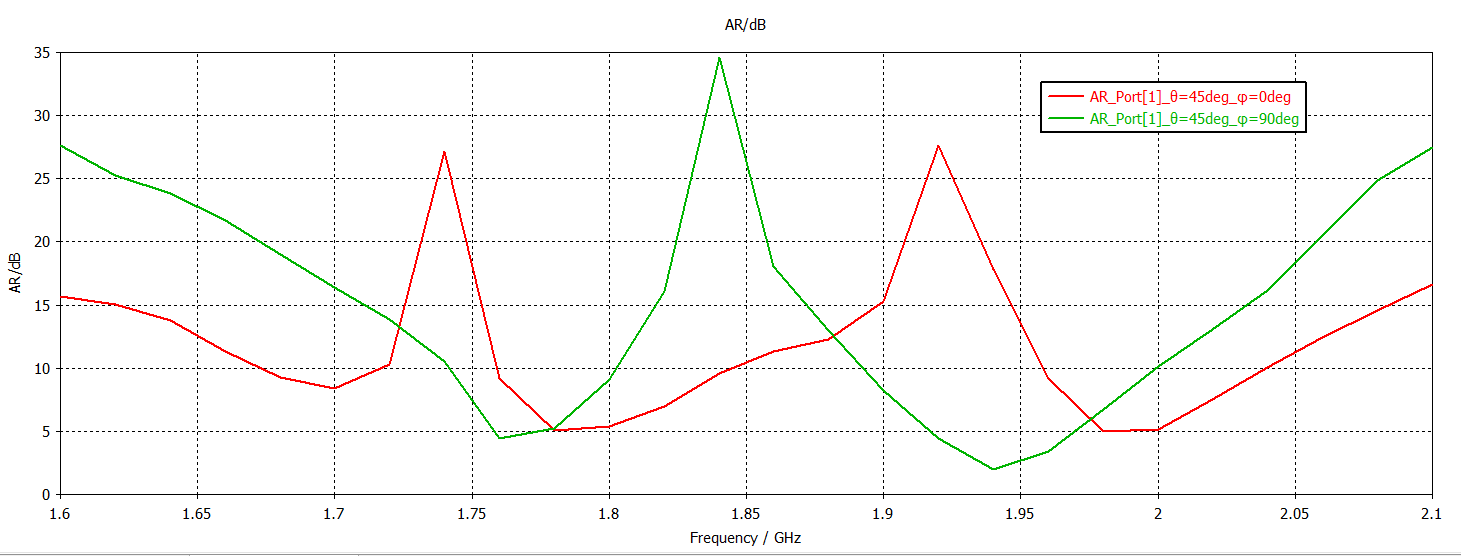 AR/dB
AR_Port[1]_θ=45deg_φ=0deg
AR_Port[1]_θ=45deg_φ=90deg
AR/dB
35
30
25
20
15
10
5
0
1.6 1.65 1.7 1.75 1.8 1.85 1.9 1.95 2 2.05 2.1
Frequency / GHz